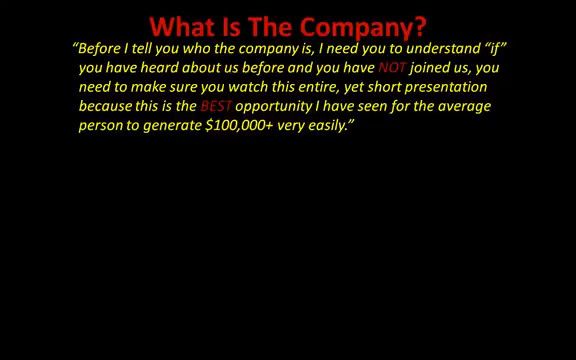 What Is The Company?
“Before I tell you who the company is, I need you to understand “if”
you have heard about us before and you have NOT joined us, you
need to make sure you watch this entire, yet short presentation
because this is the BEST opportunity I have seen for the average
person to generate $100,000+ very easily.”